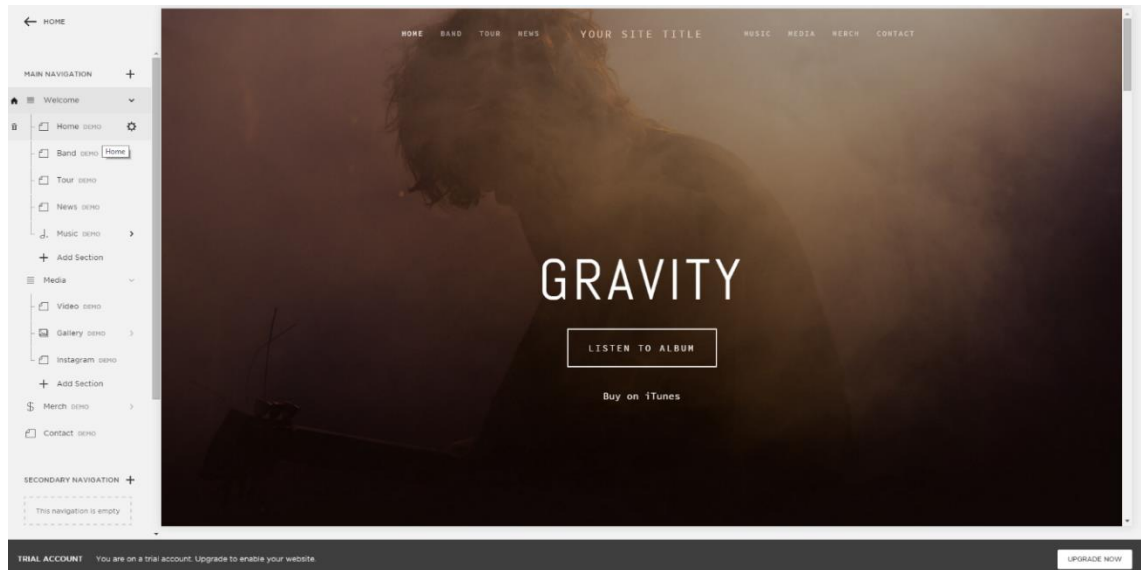 HOME
MAIN NAVIGATION
Welcome
Home DEMO
Band DEMO Home
Tour DEMO
News DEMO
Music DEMO
Add Section
Media
Video DEMO
Gallery DEMO
Instagram DEMO
Add Section
Merch DEMO
Contact DEMO
SECONDARY NAVIGATION
This navigation is empty
HOME BAND TOUR NEWS YOUR SITE TITLE MUSIC MEDIA MERCH CONTACT
GRAVITY
LISTEN TO ALBUM
Buy on iTunes
TRIAL ACCOUNT You are on a trial account. Upgrade to enable your website. UPGRADE NOW